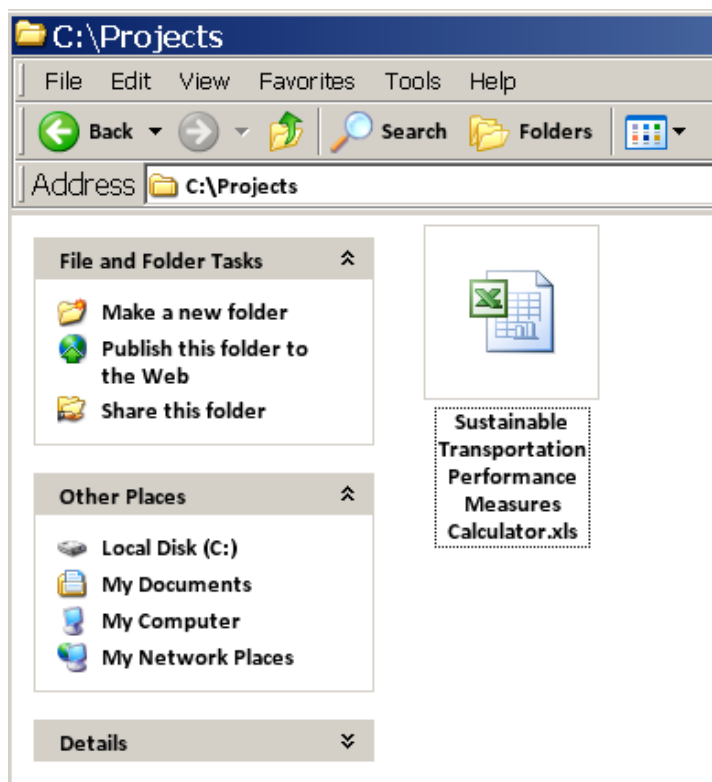 C:\Projects
File Edit View Favorites Tools Help
Back Search Folders
Address C:\Projects
File and Folder Tasks
Make a new folder
Publish this folder to
the Web
Share this folder
Other Places
Local Disk (C:)
My Documents
My Computer
My Network Places
Details
Sustainable
Transportation
Performance
Measures
Calculator.xls